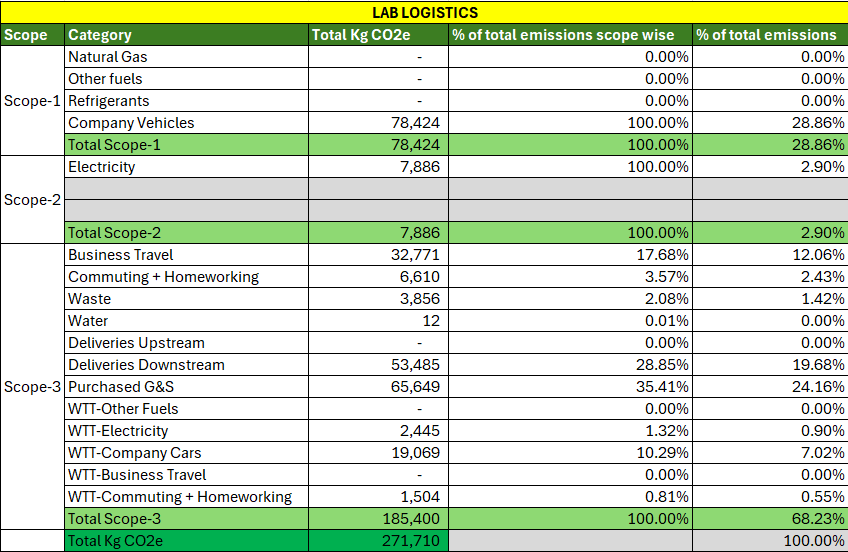 LAB LOGISTICS
Scope Category Total Kg CO2e % of total emissions scope wise % of total emissions
Scope-1
Natural Gas - 0.00% 0.00%
Other fuels - 0.00% 0.00%
Refrigerants - 0.00% 0.00%
Company Vehicles 78,424 100.00% 28.86%
Total Scope-1 78,424 100.00% 28.86%
Scope-2
Electricity 7,886 100.00% 2.90%
Total Scope-2 7,886 100.00% 2.90%
Scope-3
Business Travel 32,771 17.68% 12.06%
Commuting + Homeworking 6,610 3.57% 2.43%
Waste 3,856 2.08% 1.42%
Water 12 0.01% 0.00%
Deliveries Upstream - 0.00% 0.00%
Deliveries Downstream 53,485 28.85% 19.68%
Purchased G&S 65,649 35.41% 24.16%
WTT-Other Fuels - 0.00% 0.00%
WTT-Electricity 2,445 1.32% 0.90%
WTT-Company Cars 19,069 10.29% 7.02%
WTT-Business Travel - 0.00% 0.00%
WTT-Commuting + Homeworking 1,504 0.81% 0.55%
Total Scope-3 185,400 100.00% 68.23%
Total Kg CO2e 271,710 100.00%